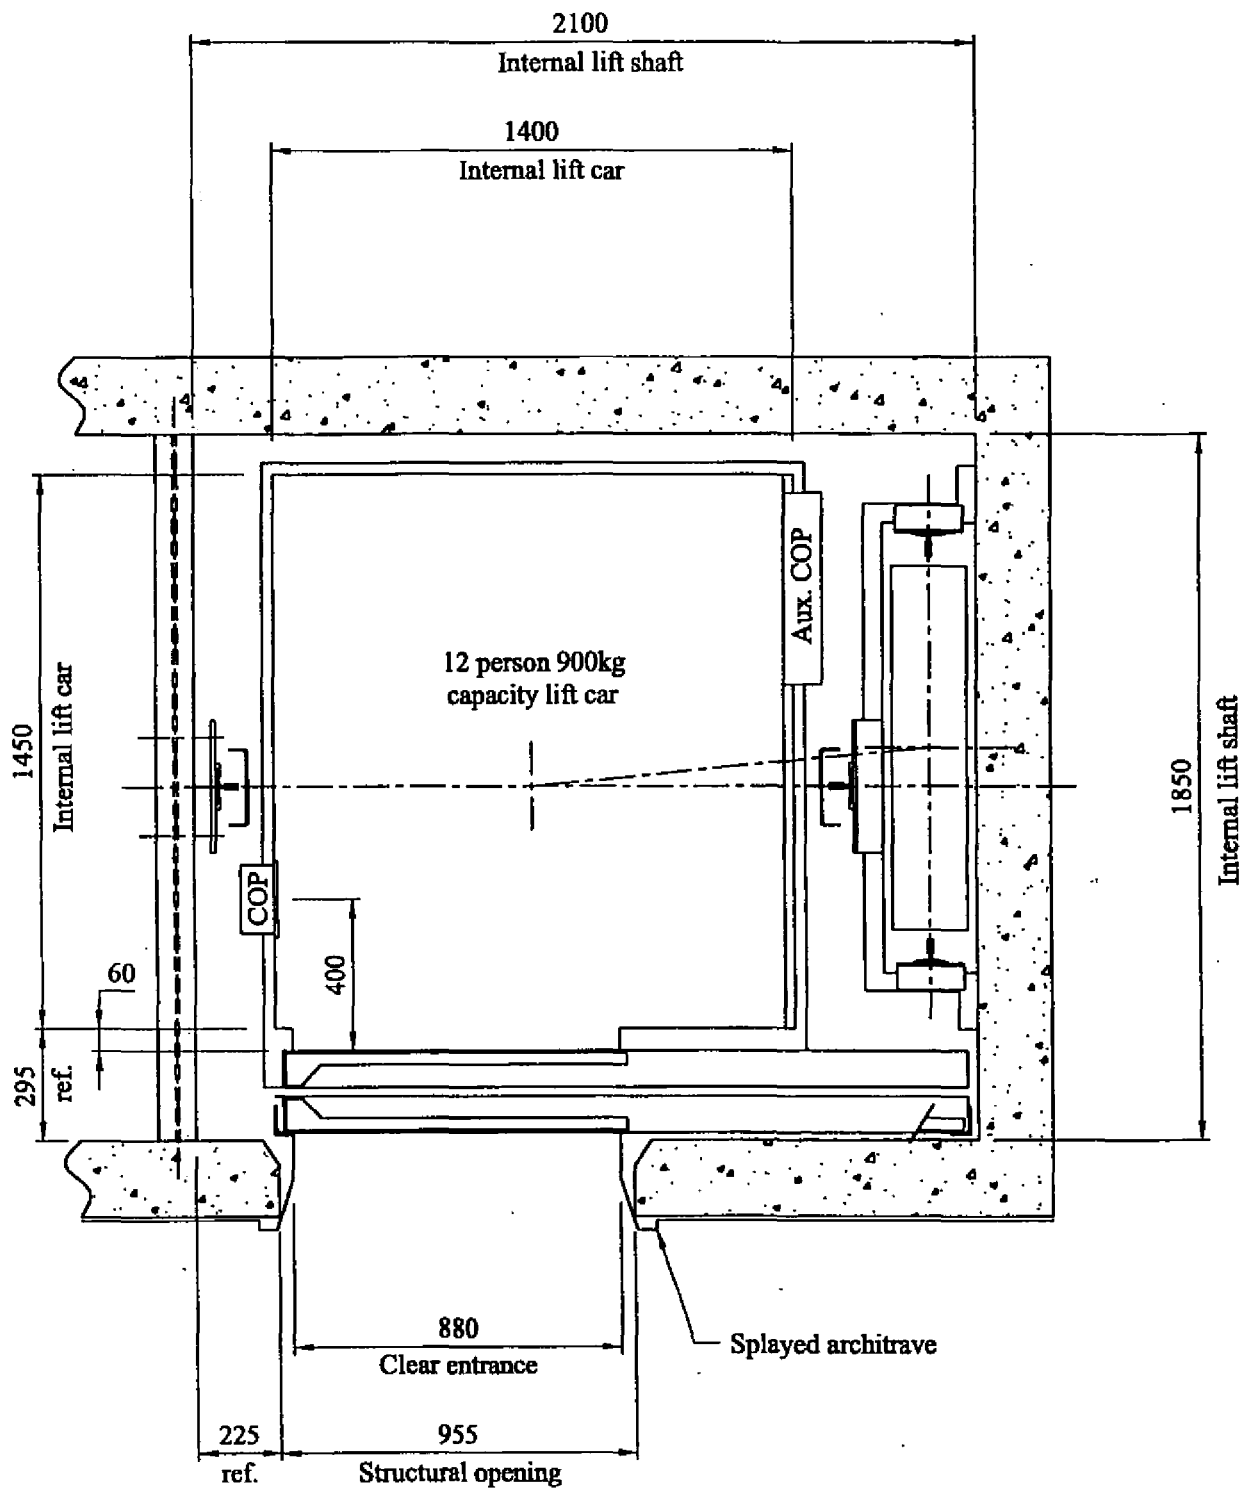 2100
Internal lift shaft
1400
Internal lift car
Aux. COP
12 person 900kg
capacity lift car
1450
Internal lift car
1850
Internal lift shaft
COP
400
60
295
ref.
880
Clear entrance
Splayed architrave
225
ref.
955
Structural opening